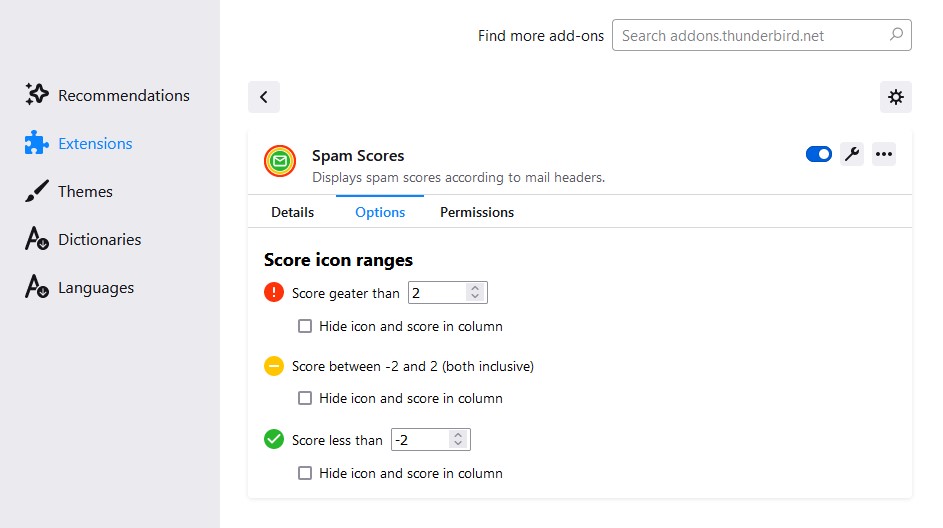 Find more add-ons
Search addons.thunderbird.net
Recommendations
Extensions
Themes
Dictionaries
Languages
Spam Scores
Displays spam scores according to mail headers.
Details Options Permissions
Score icon ranges
Score geater than 2
Hide icon and score in column
Score between -2 and 2 (both inclusive)
Hide icon and score in column
Score less than -2
Hide icon and score in column